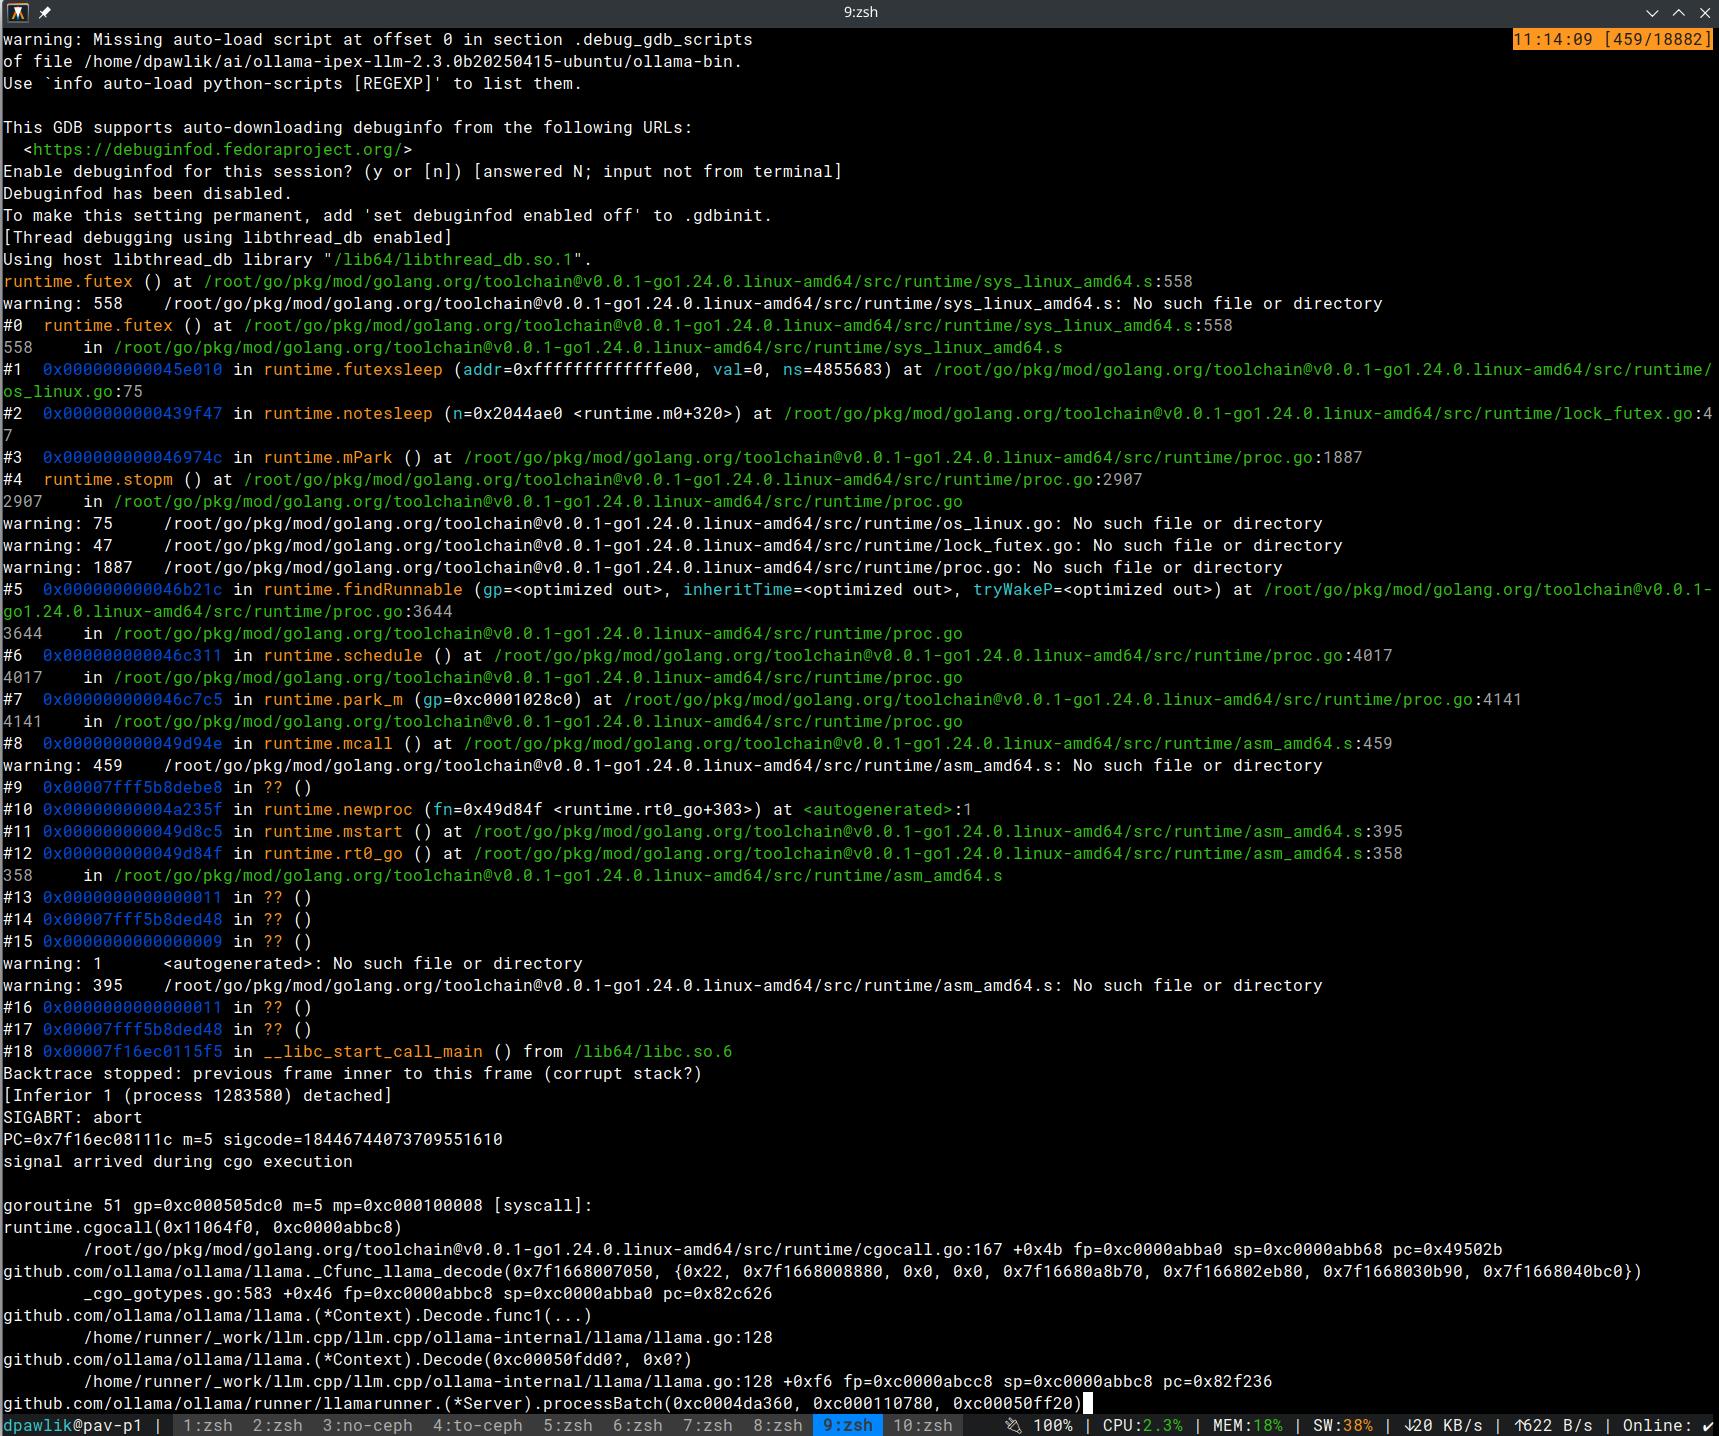 9:zsh
warning: Missing auto-load script at offset 0 in section .debug_gdb_scripts
11:14:09 [459/18882]
of file /home/dpawlik/ai/ollama-ipex-llm-2.3.0b20250415-ubuntu/ollama-bin.
Use `info auto-load python-scripts [REGEXP]' to list them.
This GDB supports auto-downloading debuginfo from the following URLs:
  <https://debuginfod.fedoraproject.org/>
Enable debuginfod for this session? (y or [n]) [answered N; input not from terminal]
Debuginfod has been disabled.
To make this setting permanent, add 'set debuginfod enabled off' to .gdbinit.
[Thread debugging using libthread_db enabled]
Using host libthread_db library "/lib64/libthread_db.so.1".
runtime.futex () at /root/go/pkg/mod/golang.org/toolchain@v0.0.1-go1.24.0.linux-amd64/src/runtime/sys_linux_amd64.s:558
warning: 558    /root/go/pkg/mod/golang.org/toolchain@v0.0.1-go1.24.0.linux-amd64/src/runtime/sys_linux_amd64.s: No such file or directory
#0  runtime.futex () at /root/go/pkg/mod/golang.org/toolchain@v0.0.1-go1.24.0.linux-amd64/src/runtime/sys_linux_amd64.s:558
558     in /root/go/pkg/mod/golang.org/toolchain@v0.0.1-go1.24.0.linux-amd64/src/runtime/sys_linux_amd64.s
#1  0x000000000045e010 in runtime.futexsleep (addr=0xfffffffffffffe00, val=0, ns=4855683) at /root/go/pkg/mod/golang.org/toolchain@v0.0.1-go1.24.0.linux-amd64/src/runtime/
os_linux.go:75
#2  0x0000000000439f47 in runtime.notesleep (n=0x2044ae0 <runtime.m0+320>) at /root/go/pkg/mod/golang.org/toolchain@v0.0.1-go1.24.0.linux-amd64/src/runtime/lock_futex.go:4
7
#3  0x000000000046974c in runtime.mPark () at /root/go/pkg/mod/golang.org/toolchain@v0.0.1-go1.24.0.linux-amd64/src/runtime/proc.go:1887
#4  runtime.stopm () at /root/go/pkg/mod/golang.org/toolchain@v0.0.1-go1.24.0.linux-amd64/src/runtime/proc.go:2907
2907    in /root/go/pkg/mod/golang.org/toolchain@v0.0.1-go1.24.0.linux-amd64/src/runtime/proc.go
warning: 75     /root/go/pkg/mod/golang.org/toolchain@v0.0.1-go1.24.0.linux-amd64/src/runtime/os_linux.go: No such file or directory
warning: 47     /root/go/pkg/mod/golang.org/toolchain@v0.0.1-go1.24.0.linux-amd64/src/runtime/lock_futex.go: No such file or directory
warning: 1887   /root/go/pkg/mod/golang.org/toolchain@v0.0.1-go1.24.0.linux-amd64/src/runtime/proc.go: No such file or directory
#5  0x000000000046b21c in runtime.findRunnable (gp=<optimized out>, inheritTime=<optimized out>, tryWakeP=<optimized out>) at /root/go/pkg/mod/golang.org/toolchain@v0.0.1-
go1.24.0.linux-amd64/src/runtime/proc.go:3644
3644    in /root/go/pkg/mod/golang.org/toolchain@v0.0.1-go1.24.0.linux-amd64/src/runtime/proc.go
#6  0x000000000046c311 in runtime.schedule () at /root/go/pkg/mod/golang.org/toolchain@v0.0.1-go1.24.0.linux-amd64/src/runtime/proc.go:4017
4017    in /root/go/pkg/mod/golang.org/toolchain@v0.0.1-go1.24.0.linux-amd64/src/runtime/proc.go
#7  0x000000000046c7c5 in runtime.park_m (gp=0xc0001028c0) at /root/go/pkg/mod/golang.org/toolchain@v0.0.1-go1.24.0.linux-amd64/src/runtime/proc.go:4141
4141    in /root/go/pkg/mod/golang.org/toolchain@v0.0.1-go1.24.0.linux-amd64/src/runtime/proc.go
#8  0x000000000049d94e in runtime.mcall () at /root/go/pkg/mod/golang.org/toolchain@v0.0.1-go1.24.0.linux-amd64/src/runtime/asm_amd64.s:459
warning: 459    /root/go/pkg/mod/golang.org/toolchain@v0.0.1-go1.24.0.linux-amd64/src/runtime/asm_amd64.s: No such file or directory
#9  0x00007fff5b8debe8 in ?? ()
#10 0x00000000004a235f in runtime.newproc (fn=0x49d84f <runtime.rt0_go+303>) at <autogenerated>:1
#11 0x000000000049d8c5 in runtime.mstart () at /root/go/pkg/mod/golang.org/toolchain@v0.0.1-go1.24.0.linux-amd64/src/runtime/asm_amd64.s:395
#12 0x000000000049d84f in runtime.rt0_go () at /root/go/pkg/mod/golang.org/toolchain@v0.0.1-go1.24.0.linux-amd64/src/runtime/asm_amd64.s:358
358     in /root/go/pkg/mod/golang.org/toolchain@v0.0.1-go1.24.0.linux-amd64/src/runtime/asm_amd64.s
#13 0x0000000000000011 in ?? ()
#14 0x00007fff5b8ded48 in ?? ()
#15 0x0000000000000009 in ?? ()
warning: 1      <autogenerated>: No such file or directory
warning: 395    /root/go/pkg/mod/golang.org/toolchain@v0.0.1-go1.24.0.linux-amd64/src/runtime/asm_amd64.s: No such file or directory
#16 0x0000000000000011 in ?? ()
#17 0x00007fff5b8ded48 in ?? ()
#18 0x00007f16ec0115f5 in __libc_start_call_main () from /lib64/libc.so.6
Backtrace stopped: previous frame inner to this frame (corrupt stack?)
[Inferior 1 (process 1283580) detached]
SIGABRT: abort
PC=0x7f16ec08111c m=5 sigcode=18446744073709551610
signal arrived during cgo execution
goroutine 51 gp=0xc000505dc0 m=5 mp=0xc000100008 [syscall]:
runtime.cgocall(0x11064f0, 0xc0000abbc8)
        /root/go/pkg/mod/golang.org/toolchain@v0.0.1-go1.24.0.linux-amd64/src/runtime/cgocall.go:167 +0x4b fp=0xc0000abba0 sp=0xc0000abb68 pc=0x49502b
github.com/ollama/ollama/llama._Cfunc_llama_decode(0x7f1668007050, {0x22, 0x7f1668008880, 0x0, 0x0, 0x7f16680a8b70, 0x7f166802eb80, 0x7f1668030b90, 0x7f1668040bc0})
        _cgo_gotypes.go:583 +0x46 fp=0xc0000abbc8 sp=0xc0000abba0 pc=0x82c626
github.com/ollama/ollama/llama.(*Context).Decode.func1(...)
        /home/runner/_work/llm.cpp/llm.cpp/ollama-internal/llama/llama.go:128
github.com/ollama/ollama/llama.(*Context).Decode(0xc00050fdd0?, 0x0?)
        /home/runner/_work/llm.cpp/llm.cpp/ollama-internal/llama/llama.go:128 +0xf6 fp=0xc0000abcc8 sp=0xc0000abbc8 pc=0x82f236
github.com/ollama/ollama/runner/llamarunner.(*Server).processBatch(0xc0004da360, 0xc000110780, 0xc00050ff20)
dpawlik@pav-p1 | 1:zsh 2:zsh 3:no-ceph 4:to-ceph 5:zsh 6:zsh 7:zsh 8:zsh 9:zsh 10:zsh 🔌 100% | CPU:2.3% | MEM:18% | SW:38% | ↓20 KB/s | ↑622 B/s | Online: ✔